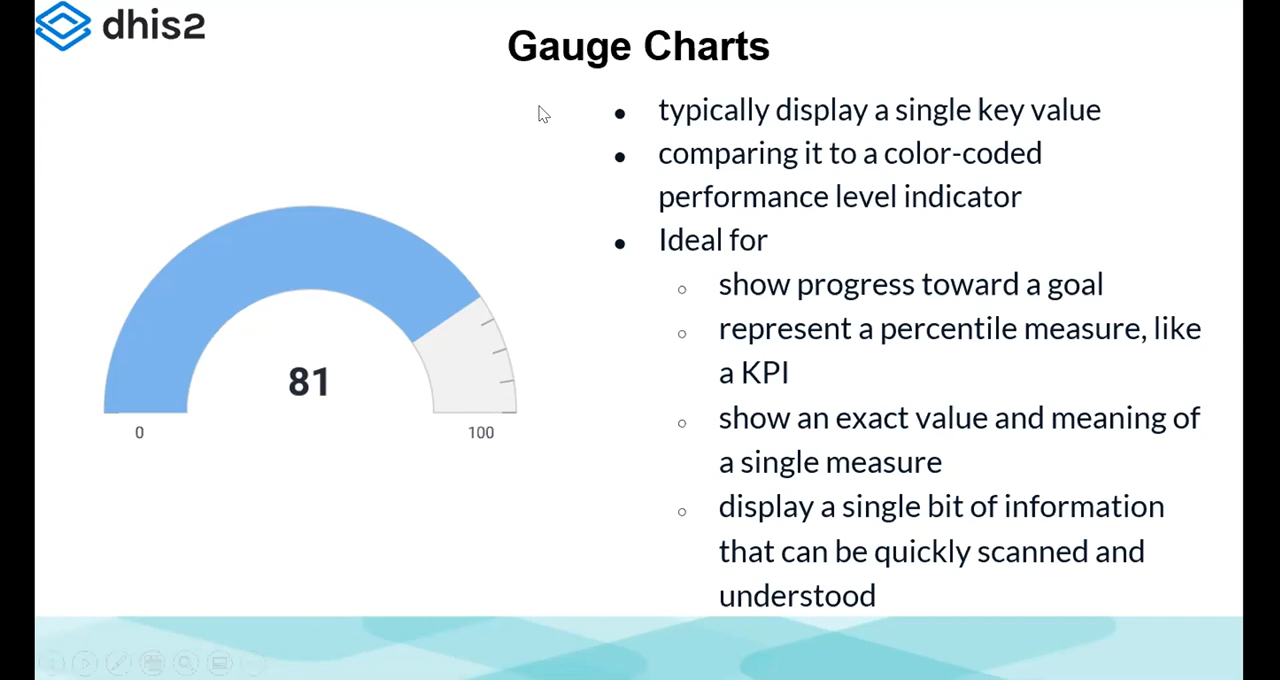 dhis2
Gauge Charts
● typically display a single key value
● comparing it to a color-coded
performance level indicator
● Ideal for
○ show progress toward a goal
○ represent a percentile measure, like
a KPI
○ show an exact value and meaning of
a single measure
○ display a single bit of information
that can be quickly scanned and
understood
81
0
100